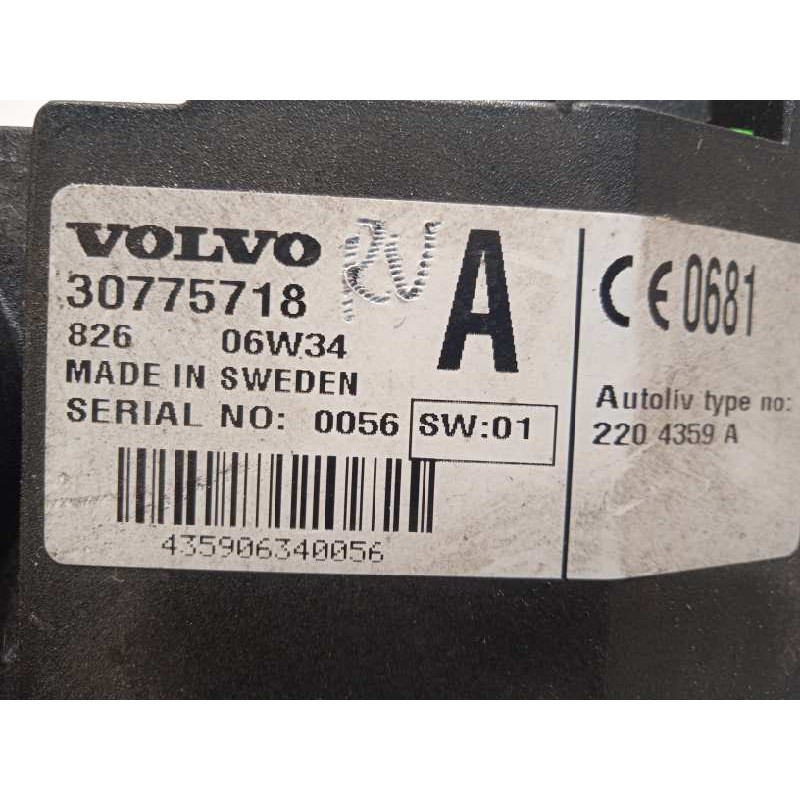 VOLVO
30775718
A
826 06W34
MADE IN SWEDEN
SERIAL NO: 0056 SW:01
435906340056
CE 0681
Autoliv type no:
220 4359 A